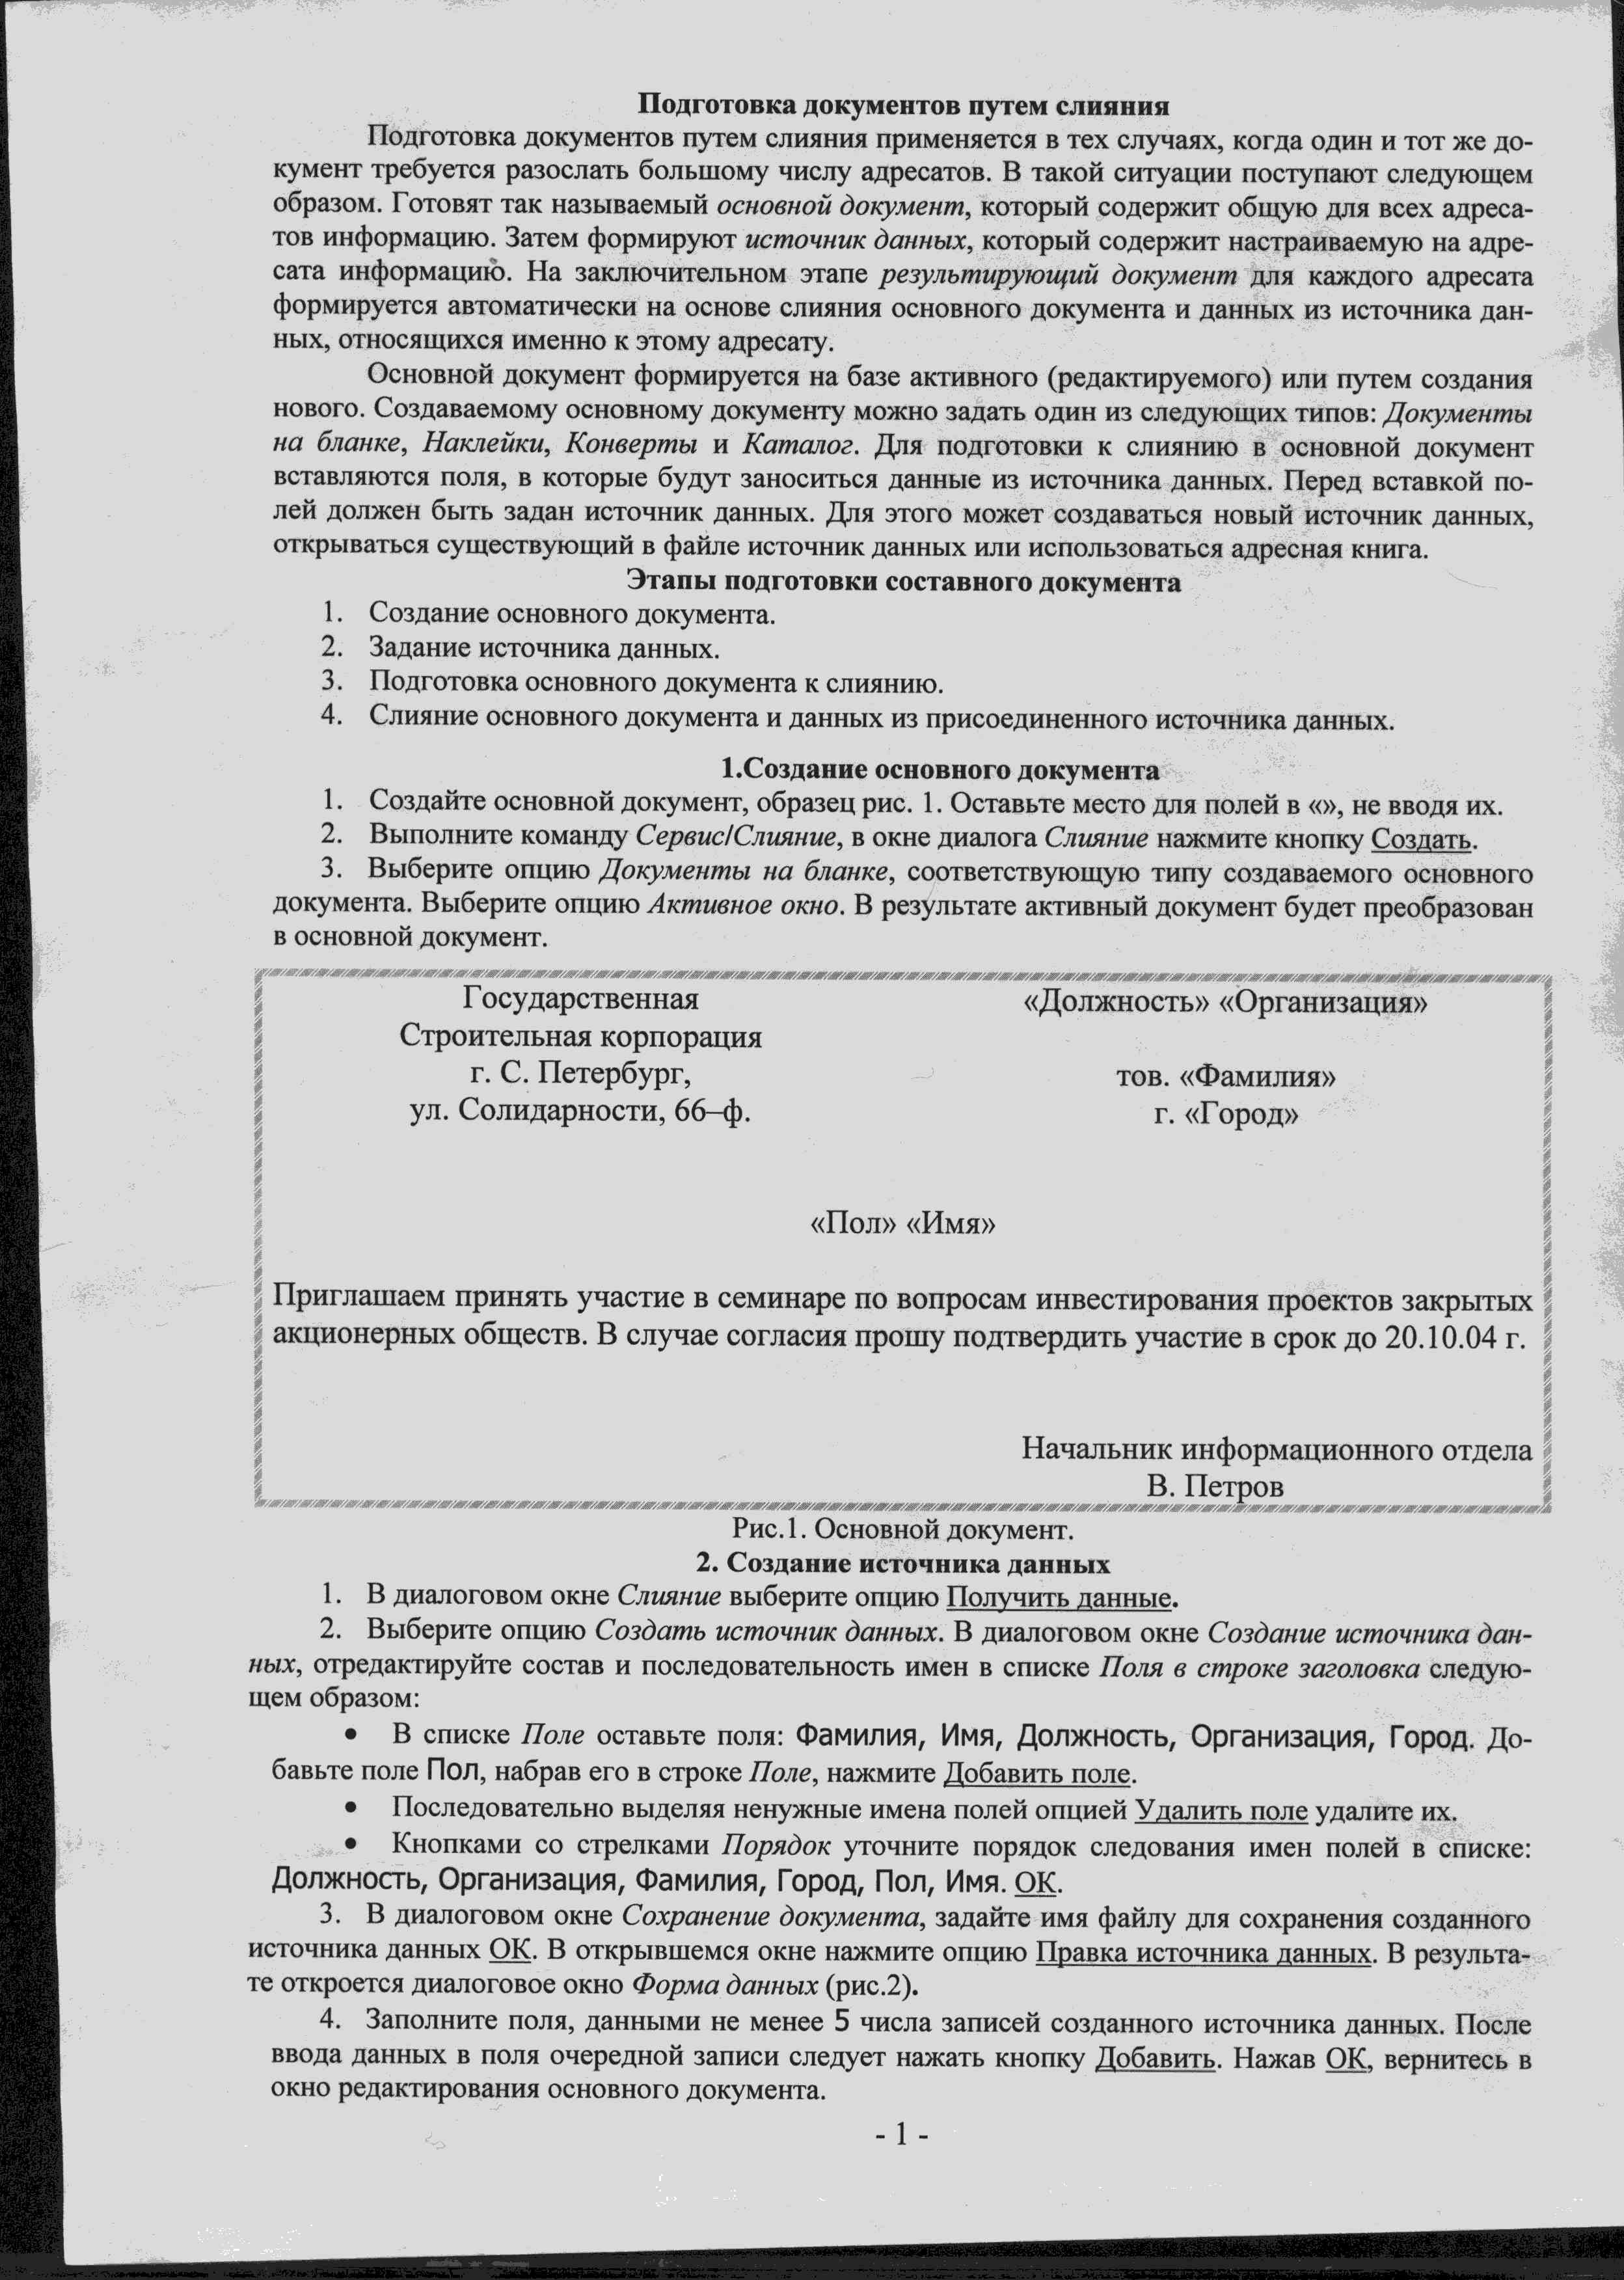 Подготовка документов путем слияния
Подготовка документов путем слияния применяется в тех случаях, когда один и тот же до-
кумент требуется разослать большому числу адресатов. В такой ситуации поступают следующем
образом. Готовят так называемый основной документ, который содержит общую для всех адреса-
тов информацию. Затем формируют источник данных, который содержит настраиваемую на адре-
сата информацию. На заключительном этапе результирующий документ для каждого адресата
формируется автоматически на основе слияния основного документа и данных из источника дан-
ных, относящихся именно к этому адресату.
Основной документ формируется на базе активного (редактируемого) или путем создания
нового. Создаваемому основному документу можно задать один из следующих типов: Документы
на бланке, Наклейки, Конверты и Каталог. Для подготовки к слиянию в основной документ
вставляются поля, в которые будут заноситься данные из источника данных. Перед вставкой по-
лей должен быть задан источник данных. Для этого может создаваться новый источник данных,
открываться существующий в файле источник данных или использоваться адресная книга.
Этапы подготовки составного документа
1. Создание основного документа.
2. Задание источника данных.
3. Подготовка основного документа к слиянию.
4. Слияние основного документа и данных из присоединенного источника данных.
1.Создание основного документа
1. Создайте основной документ, образец рис. 1. Оставьте место для полей в «», не вводя их.
2. Выполните команду Сервис/Слияние, в окне диалога Слияние нажмите кнопку Создать.
3. Выберите опцию Документы на бланке, соответствующую типу создаваемого основного
документа. Выберите опцию Активное окно. В результате активный документ будет преобразован
в основной документ.
Государственная
Строительная корпорация
г. С. Петербург,
ул. Солидарности, 66–ф.
«Должность» «Организация»
тов. «Фамилия»
г. «Город»
«Пол» «Имя»
Приглашаем принять участие в семинаре по вопросам инвестирования проектов закрытых
акционерных обществ. В случае согласия прошу подтвердить участие в срок до 20.10.04 г.
Начальник информационного отдела
В. Петров
Рис.1. Основной документ.
2. Создание источника данных
1. В диалоговом окне Слияние выберите опцию Получить данные.
2. Выберите опцию Создать источник данных. В диалоговом окне Создание источника дан-
ных, отредактируйте состав и последовательность имен в списке Поля в строке заголовка следую-
щем образом:
• В списке Поле оставьте поля: Фамилия, Имя, Должность, Организация, Город. До-
бавьте поле Пол, набрав его в строке Поле, нажмите Добавить поле.
• Последовательно выделяя ненужные имена полей опцией Удалить поле удалите их.
• Кнопками со стрелками Порядок уточните порядок следования имен полей в списке:
Должность, Организация, Фамилия, Город, Пол, Имя. ОК.
3. В диалоговом окне Сохранение документа, задайте имя файлу для сохранения созданного
источника данных ОК. В открывшемся окне нажмите опцию Правка источника данных. В результа-
те откроется диалоговое окно Форма данных (рис.2).
4. Заполните поля, данными не менее 5 числа записей созданного источника данных. После
ввода данных в поля очередной записи следует нажать кнопку Добавить. Нажав ОК, вернитесь в
окно редактирования основного документа.
- 1 -